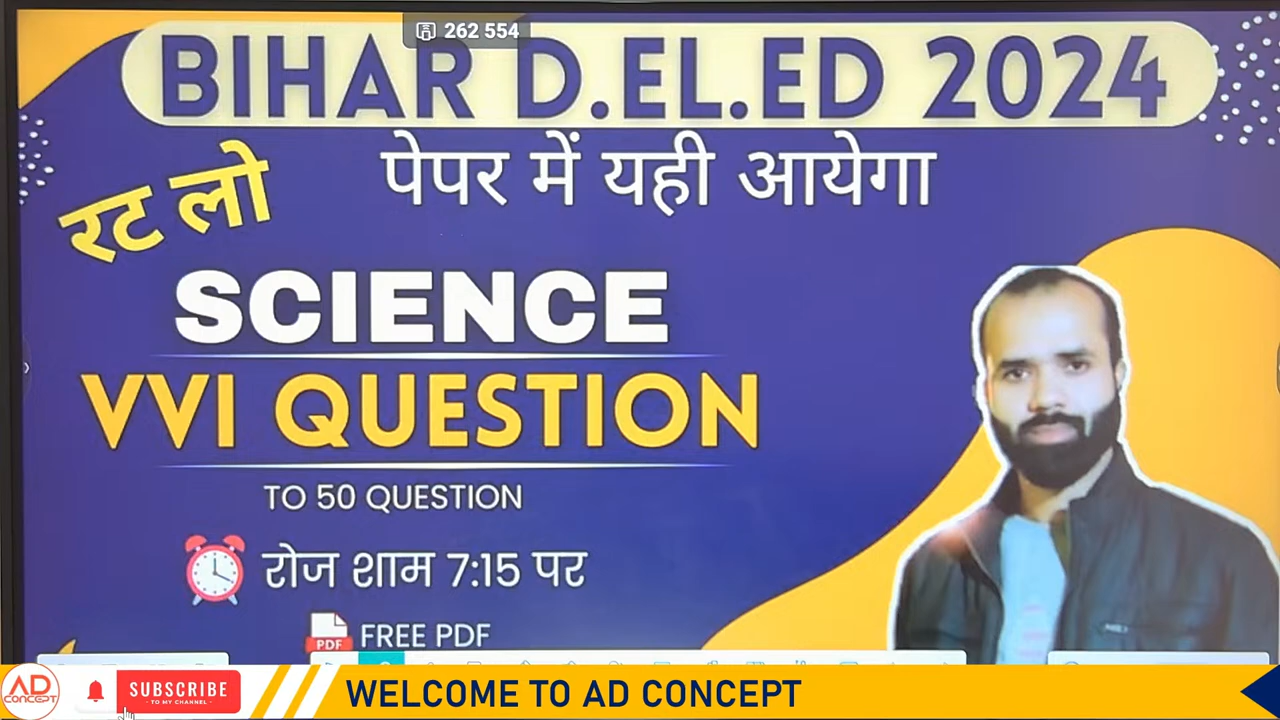 262 554
BIHAR D.EL.ED 2024
पेपर में यही आयेगा
रट लो
SCIENCE
VVI QUESTION
TO 50 QUESTION
रोज शाम 7:15 पर
PDF
FREE PDF
AD
CONCEPT
SUBSCRIBE
- TO MY CHANNEL -
WELCOME TO AD CONCEPT